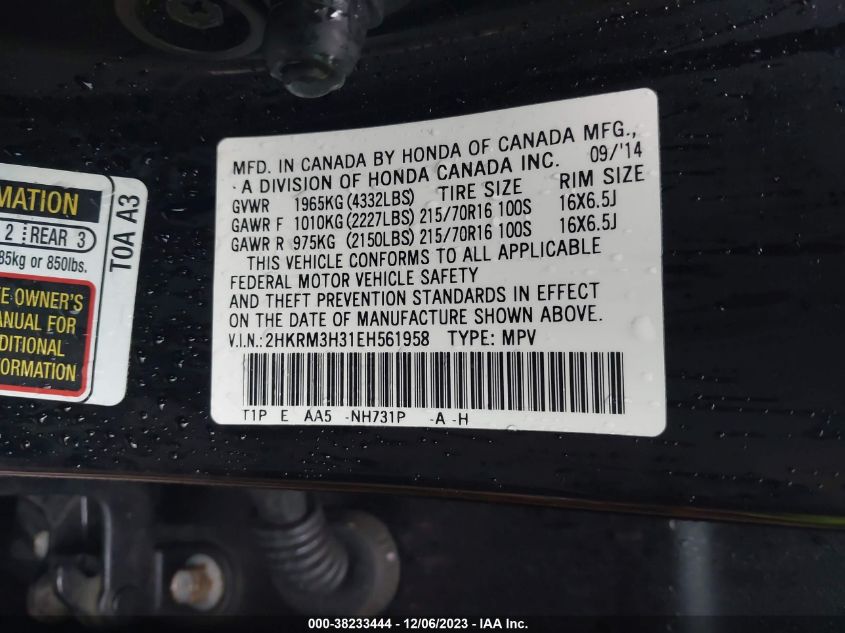 MFD. IN CANADA BY HONDA OF CANADA MFG.,
- A DIVISION OF HONDA CANADA INC. 09/'14
GVWR 1965KG (4332LBS) TIRE SIZE RIM SIZE
GAWR F 1010KG (2227LBS) 215/70R16 100S 16X6.5J
GAWR R 975KG (2150LBS) 215/70R16 100S 16X6.5J
THIS VEHICLE CONFORMS TO ALL APPLICABLE
FEDERAL MOTOR VEHICLE SAFETY
AND THEFT PREVENTION STANDARDS IN EFFECT
ON THE DATE OF MANUFACTURE SHOWN ABOVE.
V.I.N.: 2HKRM3H31EH561958 TYPE: MPV
T1P E AA5 -NH731P -A -H
2 REAR 3
85kg or 850lbs.
OWNER'S
FOR
T0A A3
000-38233444 - 12/06/2023 - IAA Inc.